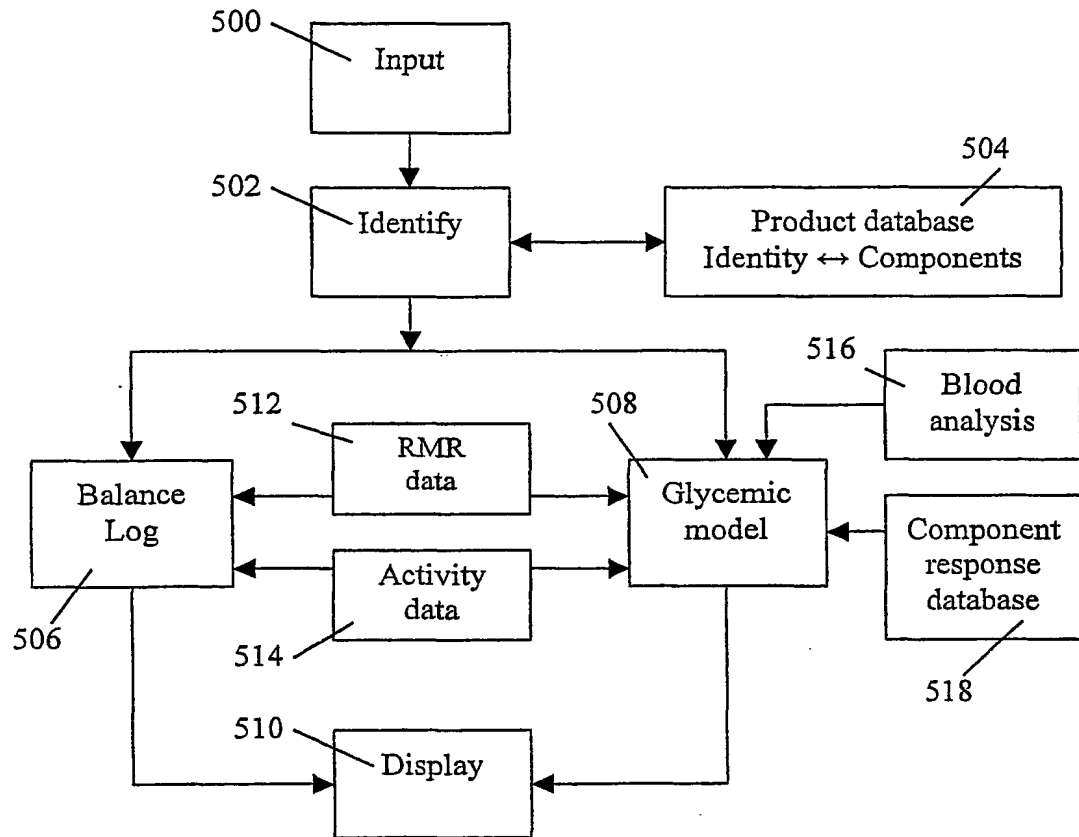 500
Input
502
Identify
504
Product database
Identity ↔ Components
516
Blood
analysis
512
RMR
data
508
Glycemic
model
Balance
Log
506
Activity
data
514
Component
response
database
518
510
Display